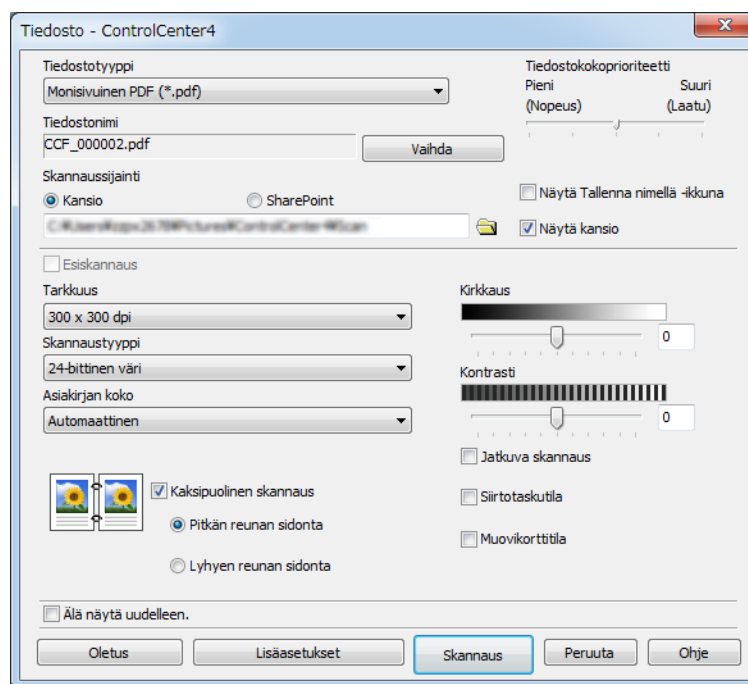 Tiedosto - ControlCenter4
Tiedostotyyppi
Monisivuinen PDF (*.pdf)
Tiedostokokoprioriteetti
Pieni Suuri
(Nopeus) (Laatu)
Tiedostonimi
CCF_000002.pdf
Vaihda
Skannaussijainti
Kansio
SharePoint
Näytä Tallenna nimellä -ikkuna
Näytä kansio
Esiskannaus
Tarkkuus
300 x 300 dpi
Skannaustyyppi
24-bittinen väri
Asiakirjan koko
Automaattinen
Kirkkaus
0
Kontrasti
0
Kaksipuolinen skannaus
Pitkän reunan sidonta
Lyhyen reunan sidonta
Jatkuva skannaus
Siirtotaskutila
Muovikorttitila
Älä näytä uudelleen.
Oletus
Lisäasetukset
Skannaus
Peruuta
Ohje